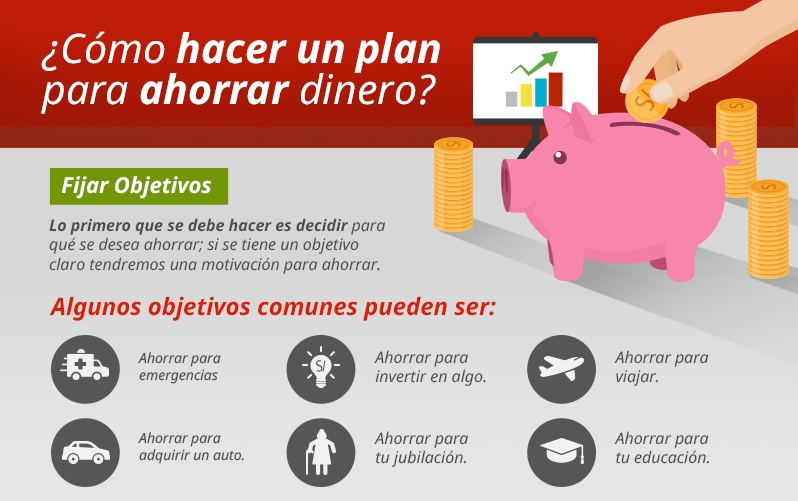 ¿Cómo hacer un plan
para ahorrar dinero?
Fijar Objetivos
Lo primero que se debe hacer es decidir para
qué se desea ahorrar; si se tiene un objetivo
claro tendremos una motivación para ahorrar.
Algunos objetivos comunes pueden ser:
Ahorrar para
emergencias
S/
Ahorrar para
invertir en algo.
Ahorrar para
viajar.
Ahorrar para
adquirir un auto.
Ahorrar para
tu jubilación.
Ahorrar para
tu educación.